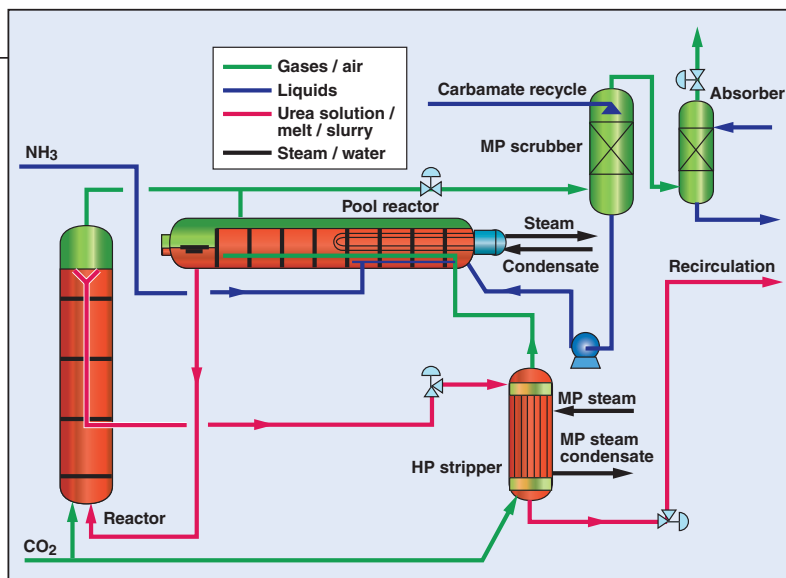 Gases / air
Liquids
Urea solution /
melt / slurry
Steam / water
Carbamate recycle
Absorber
MP scrubber
NH₃
Pool reactor
Steam
Condensate
Recirculation
MP steam
MP steam
condensate
HP stripper
Reactor
CO₂